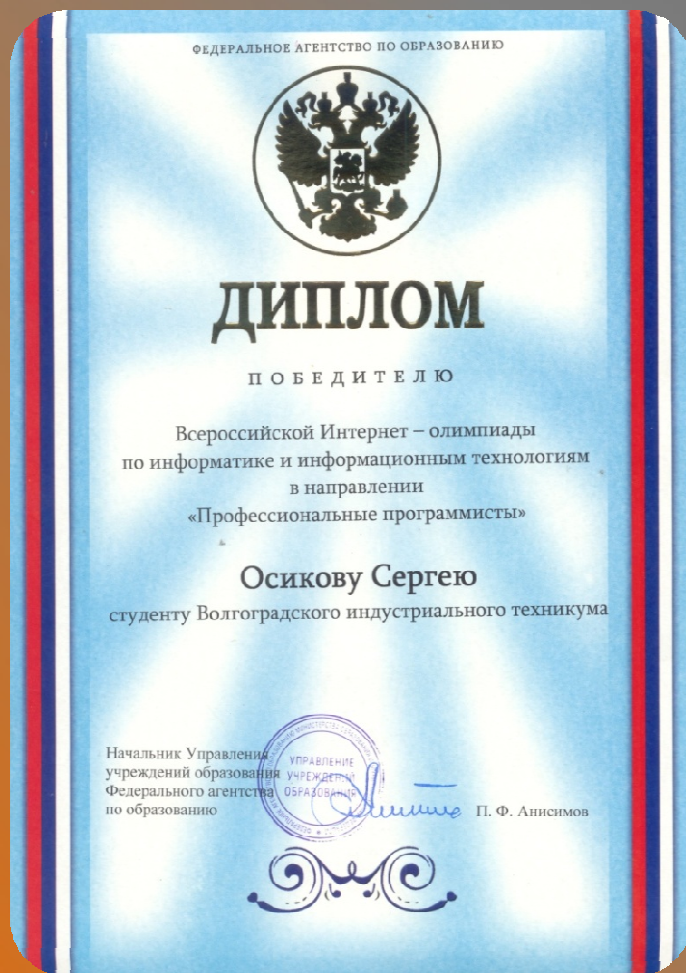 ФЕДЕРАЛЬНОЕ АГЕНТСТВО ПО ОБРАЗОВАНИЮ
ДИПЛОМ
ПОБЕДИТЕЛЮ
Всероссийской Интернет – олимпиады
по информатике и информационным технологиям
в направлении
«Профессиональные программисты»
Осикову Сергею
студенту Волгоградского индустриального техникума
Начальник Управления
учреждений образования
Федерального агентства
по образованию
УПРАВЛЕНИЕ
УЧРЕЖДЕНИЙ
ОБРАЗОВАНИЯ
П. Ф. Анисимов